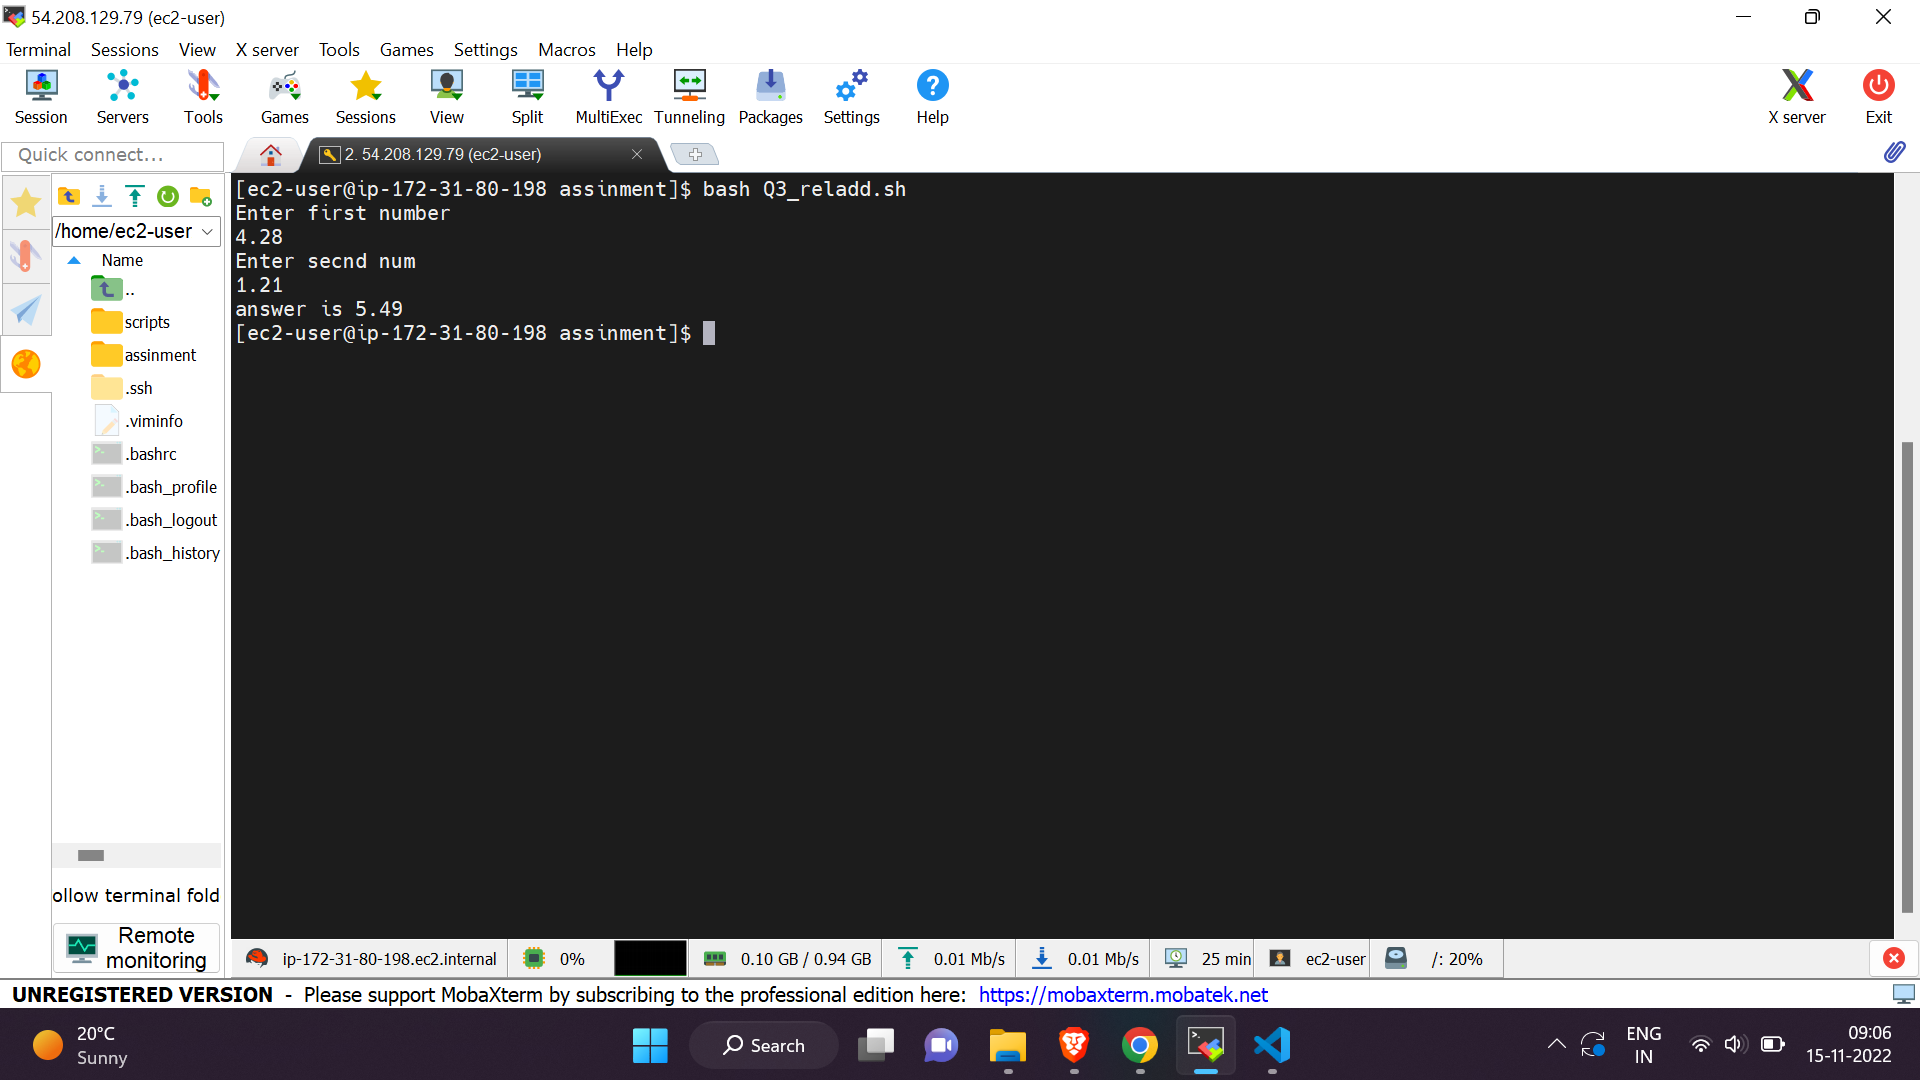 54.208.129.79 (ec2-user)
Terminal Sessions View X server Tools Games Settings Macros Help
Session Servers Tools Games Sessions View Split MultiExec Tunneling Packages Settings Help X server Exit
Quick connect...
2. 54.208.129.79 (ec2-user)
/home/ec2-user
Name
..
scripts
assinment
.ssh
.viminfo
.bashrc
.bash_profile
.bash_logout
.bash_history
ollow terminal fold
Remote
monitoring
[ec2-user@ip-172-31-80-198 assinment]$ bash Q3_reladd.sh
Enter first number
4.28
Enter secnd num
1.21
answer is 5.49
[ec2-user@ip-172-31-80-198 assinment]$
ip-172-31-80-198.ec2.internal 0% 0.10 GB / 0.94 GB 0.01 Mb/s 0.01 Mb/s 25 min ec2-user /: 20%
UNREGISTERED VERSION - Please support MobaXterm by subscribing to the professional edition here: https://mobaxterm.mobatek.net
20°C
Sunny
Search
ENG
IN
09:06
15-11-2022